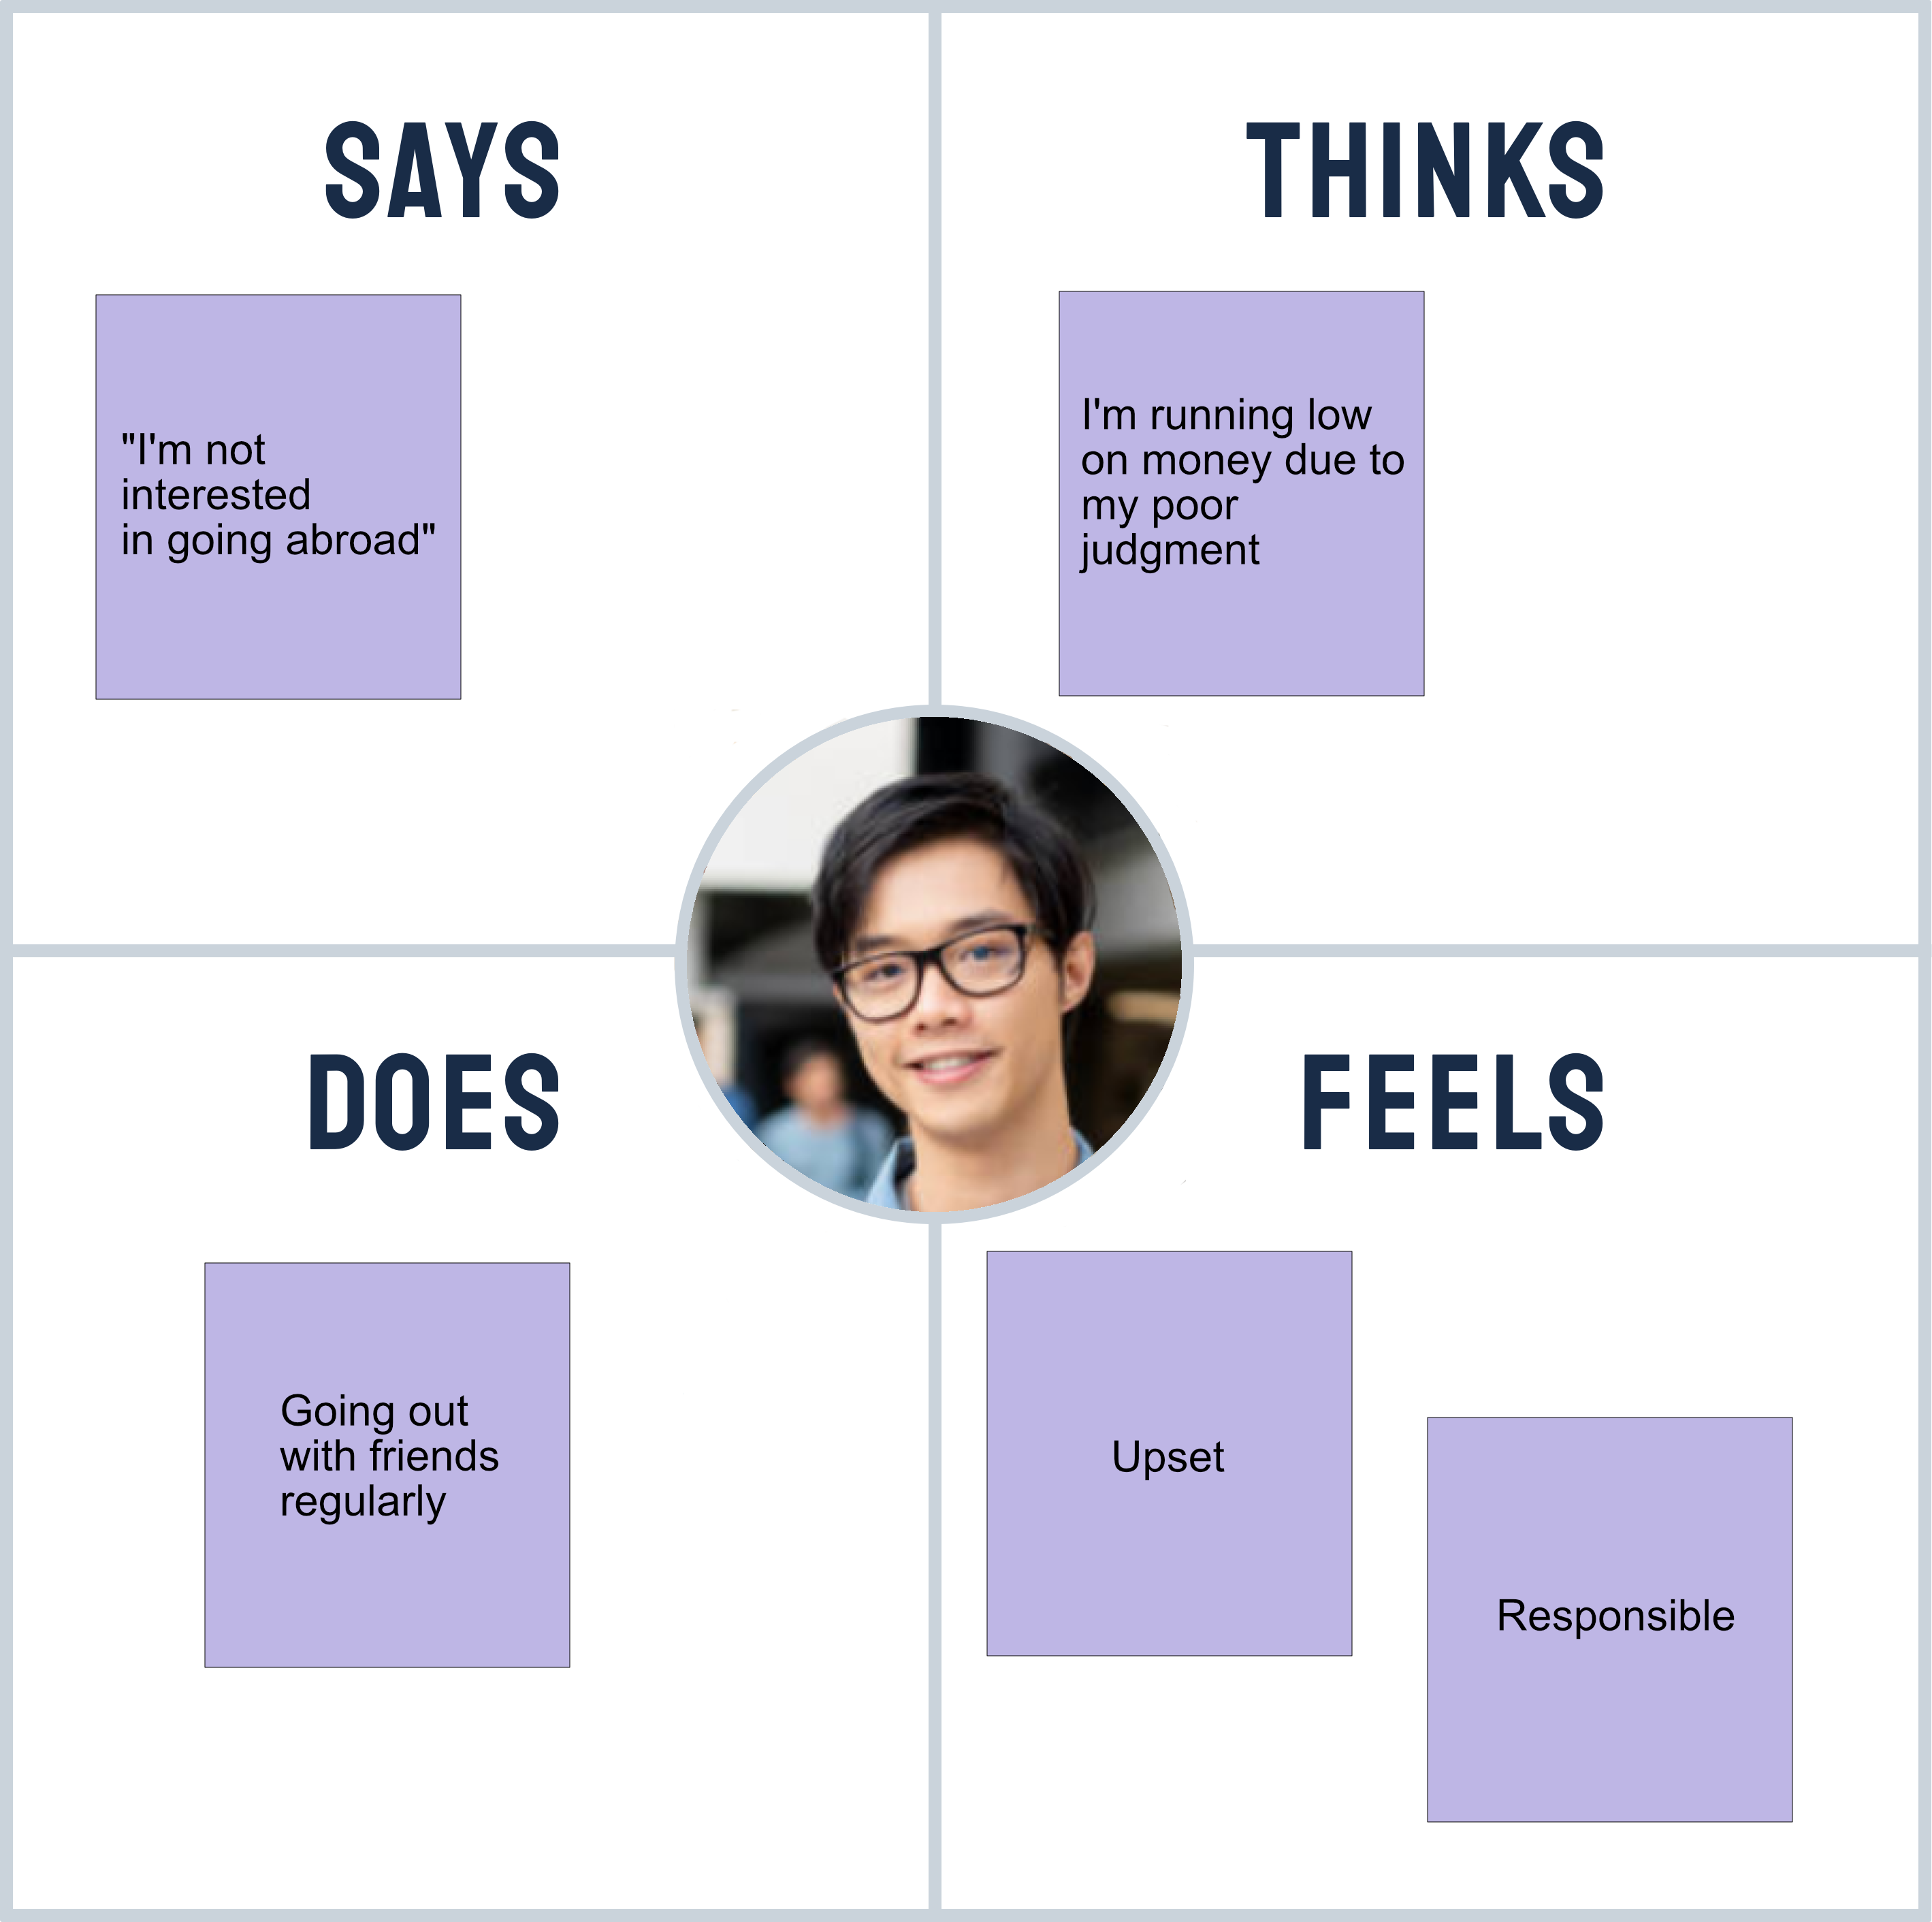 SAYS
"I'm not
interested
in going abroad"
THINKS
I'm running low
on money due to
my poor
judgment
DOES
Going out
with friends
regularly
FEELS
Upset
Responsible